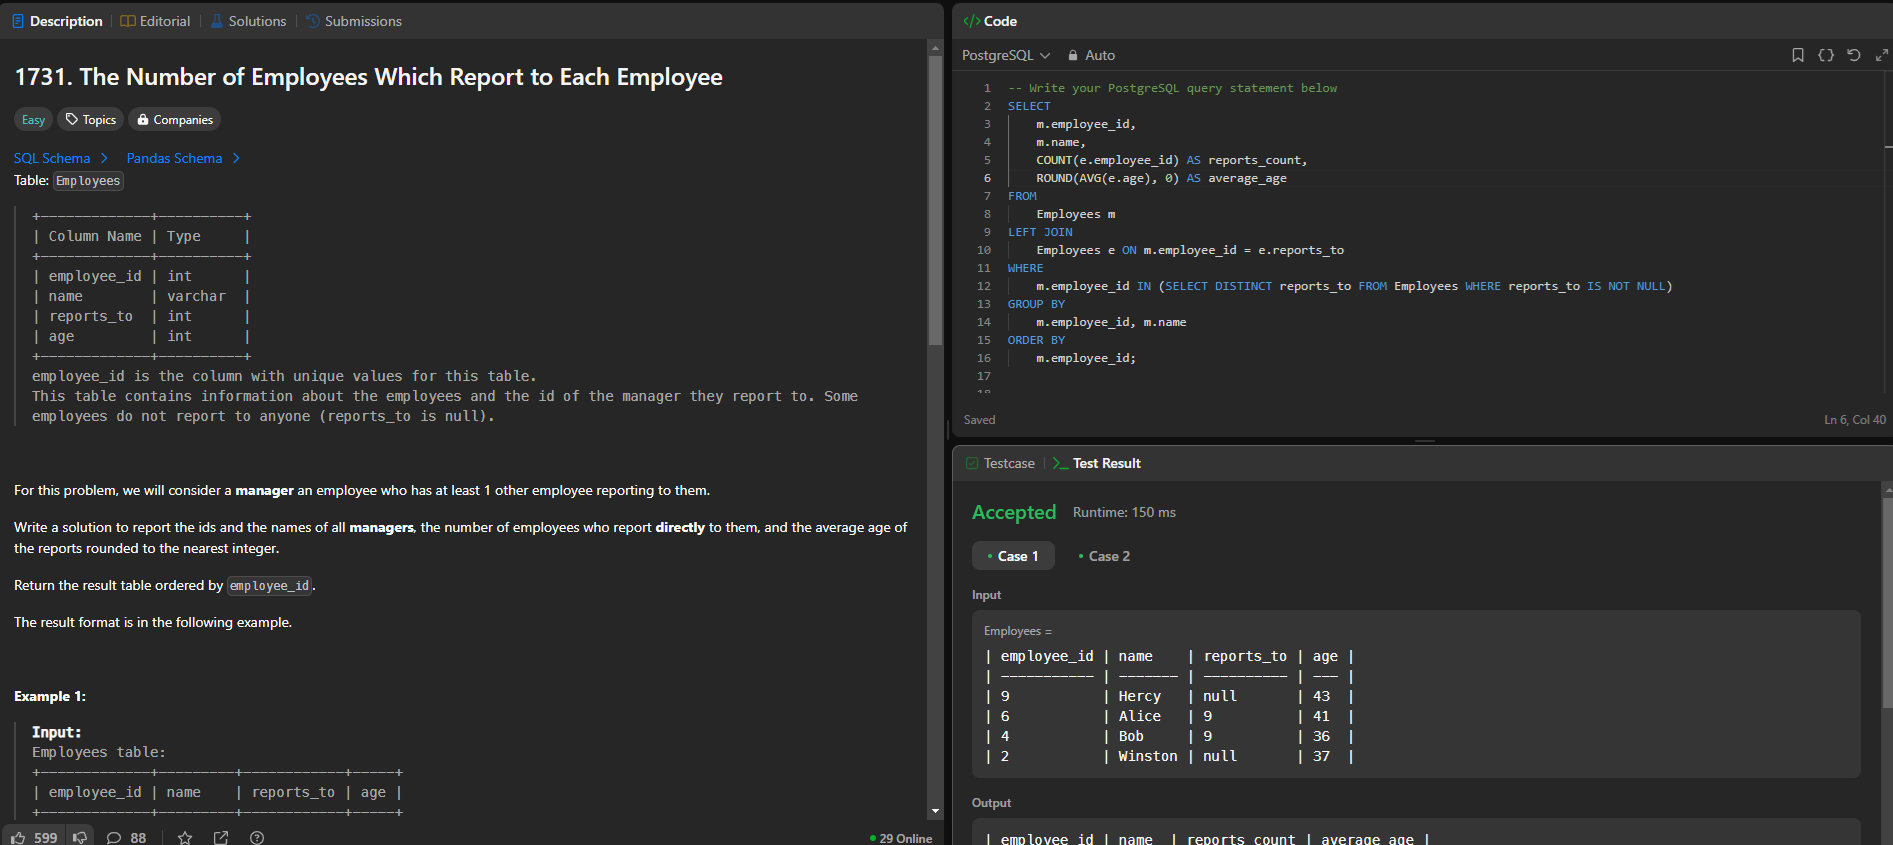 Description | Editorial | Solutions | Submissions
1731. The Number of Employees Which Report to Each Employee
Easy Topics Companies
SQL Schema > Pandas Schema >
Table: Employees
+-------------+----------+
| Column Name | Type     |
+-------------+----------+
| employee_id | int      |
| name        | varchar  |
| reports_to  | int      |
| age         | int      |
+-------------+----------+
employee_id is the column with unique values for this table.
This table contains information about the employees and the id of the manager they report to. Some
employees do not report to anyone (reports_to is null).
For this problem, we will consider a manager an employee who has at least 1 other employee reporting to them.
Write a solution to report the ids and the names of all managers, the number of employees who report directly to them, and the average age of
the reports rounded to the nearest integer.
Return the result table ordered by employee_id.
The result format is in the following example.
Example 1:
Input:
Employees table:
+-------------+---------+------------+-----+
| employee_id | name    | reports_to | age |
+-------------+---------+------------+-----+
599 88 29 Online
</> Code
PostgreSQL Auto
1 -- Write your PostgreSQL query statement below
2 SELECT
3     m.employee_id,
4     m.name,
5     COUNT(e.employee_id) AS reports_count,
6     ROUND(AVG(e.age), 0) AS average_age
7 FROM
8     Employees m
9 LEFT JOIN
10     Employees e ON m.employee_id = e.reports_to
11 WHERE
12     m.employee_id IN (SELECT DISTINCT reports_to FROM Employees WHERE reports_to IS NOT NULL)
13 GROUP BY
14     m.employee_id, m.name
15 ORDER BY
16     m.employee_id;
17
Saved Ln 6, Col 40
Testcase | >_ Test Result
Accepted Runtime: 150 ms
• Case 1 • Case 2
Input
Employees =
| employee_id | name    | reports_to | age |
| ----------- | ------- | ---------- | --- |
| 9           | Hercy   | null       | 43  |
| 6           | Alice   | 9          | 41  |
| 4           | Bob     | 9          | 36  |
| 2           | Winston | null       | 37  |
Output
| employee_id | name  | reports_count | average_age |